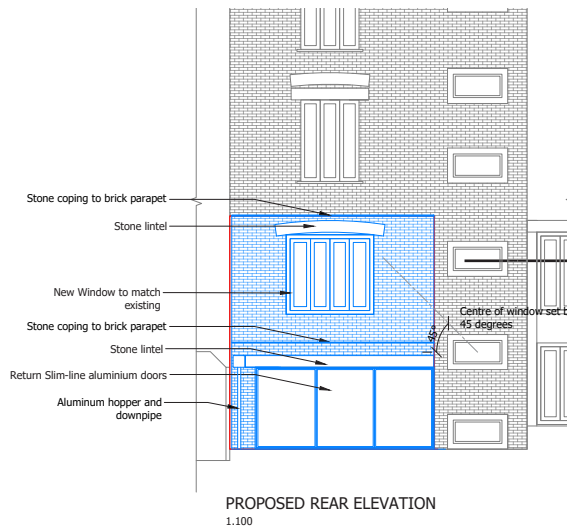 Stone coping to brick parapet
Stone lintel
New Window to match
existing
Stone coping to brick parapet
Stone lintel
Return Slim-line aluminium doors
Aluminum hopper and
downpipe
Centre of window set b
45 degrees
45°
PROPOSED REAR ELEVATION
1.100